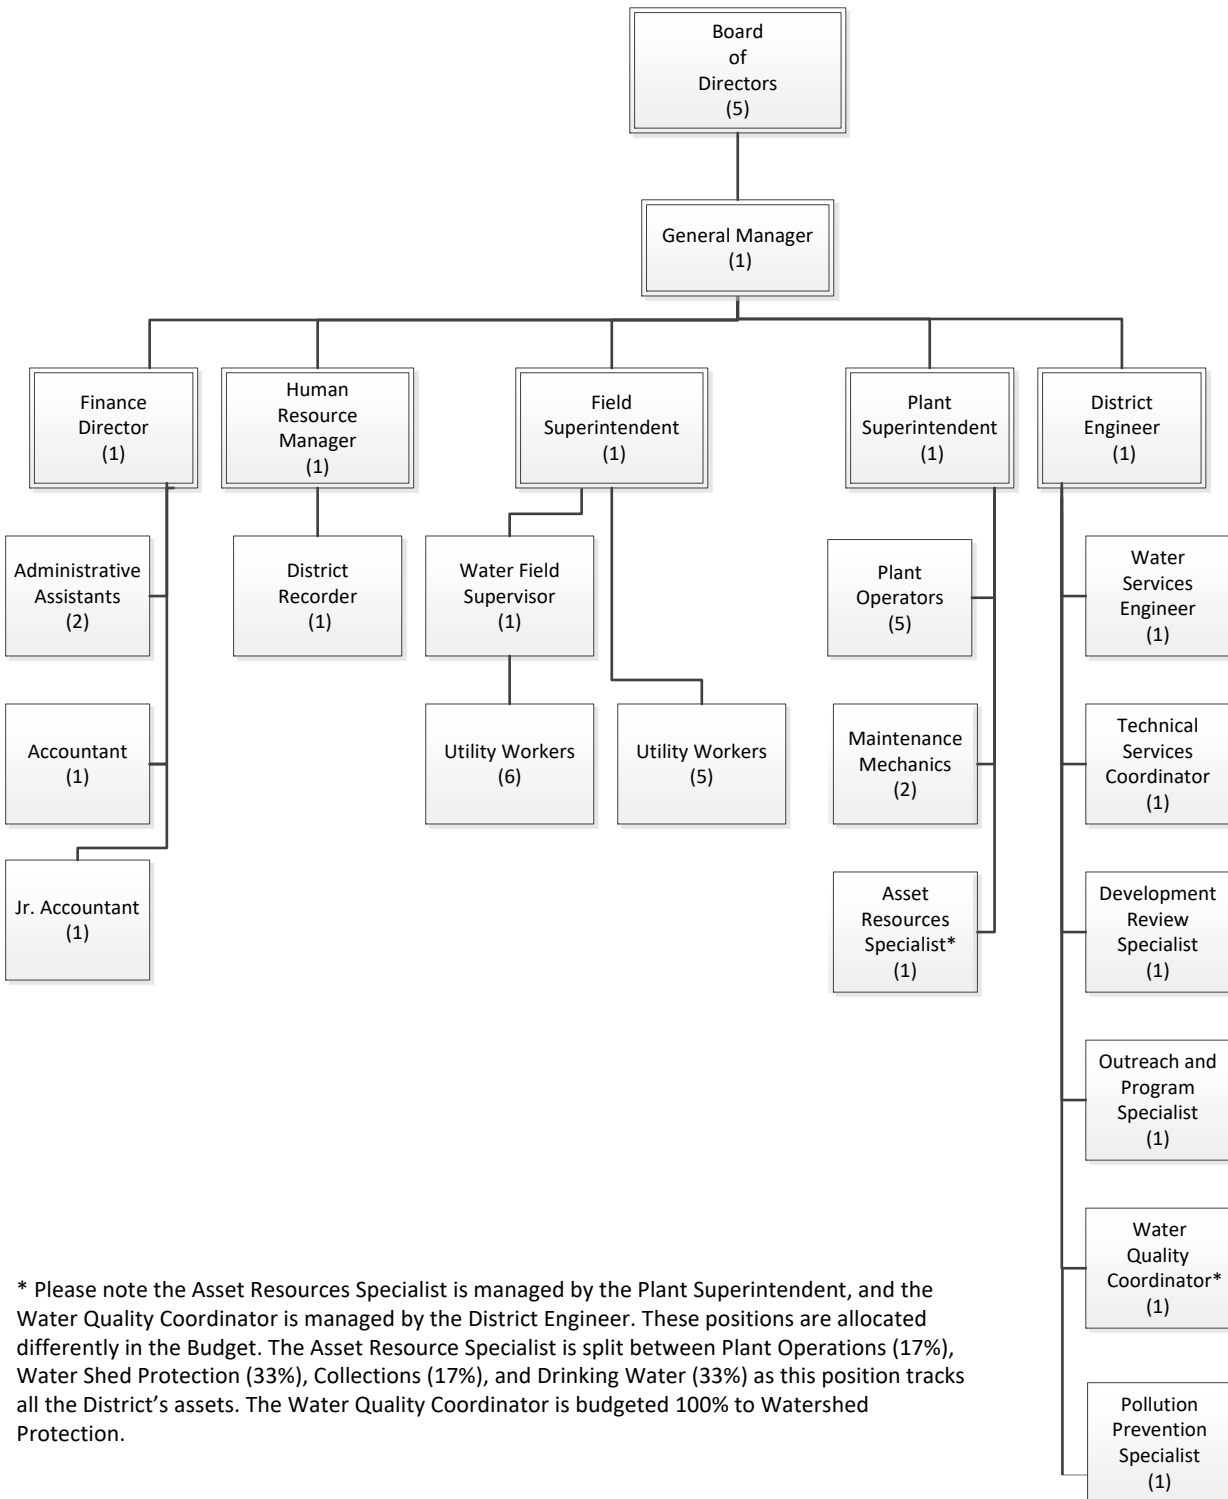 Board
of
Directors
(5)
General Manager
(1)
Finance
Director
(1)
Human
Resource
Manager
(1)
Field
Superintendent
(1)
Plant
Superintendent
(1)
District
Engineer
(1)
Administrative
Assistants
(2)
District
Recorder
(1)
Water Field
Supervisor
(1)
Plant
Operators
(5)
Water
Services
Engineer
(1)
Accountant
(1)
Utility Workers
(6)
Utility Workers
(5)
Maintenance
Mechanics
(2)
Technical
Services
Coordinator
(1)
Jr. Accountant
(1)
Asset
Resources
Specialist*
(1)
Development
Review
Specialist
(1)
Outreach and
Program
Specialist
(1)
Water
Quality
Coordinator*
(1)
Pollution
Prevention
Specialist
(1)
* Please note the Asset Resources Specialist is managed by the Plant Superintendent, and the
Water Quality Coordinator is managed by the District Engineer. These positions are allocated
differently in the Budget. The Asset Resource Specialist is split between Plant Operations (17%),
Water Shed Protection (33%), Collections (17%), and Drinking Water (33%) as this position tracks
all the District's assets. The Water Quality Coordinator is budgeted 100% to Watershed
Protection.